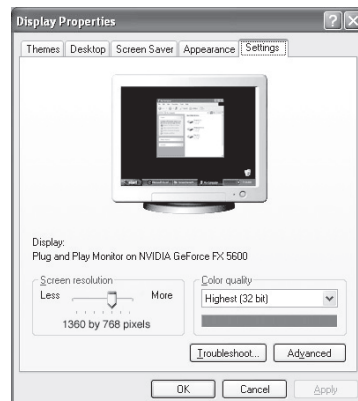 Display Properties
Themes Desktop Screen Saver Appearance Settings
Display:
Plug and Play Monitor on NVIDIA GeForce FX 5600
Screen resolution
Less More
1360 by 768 pixels
Color quality
Highest (32 bit)
Troubleshoot... Advanced
OK Cancel Apply